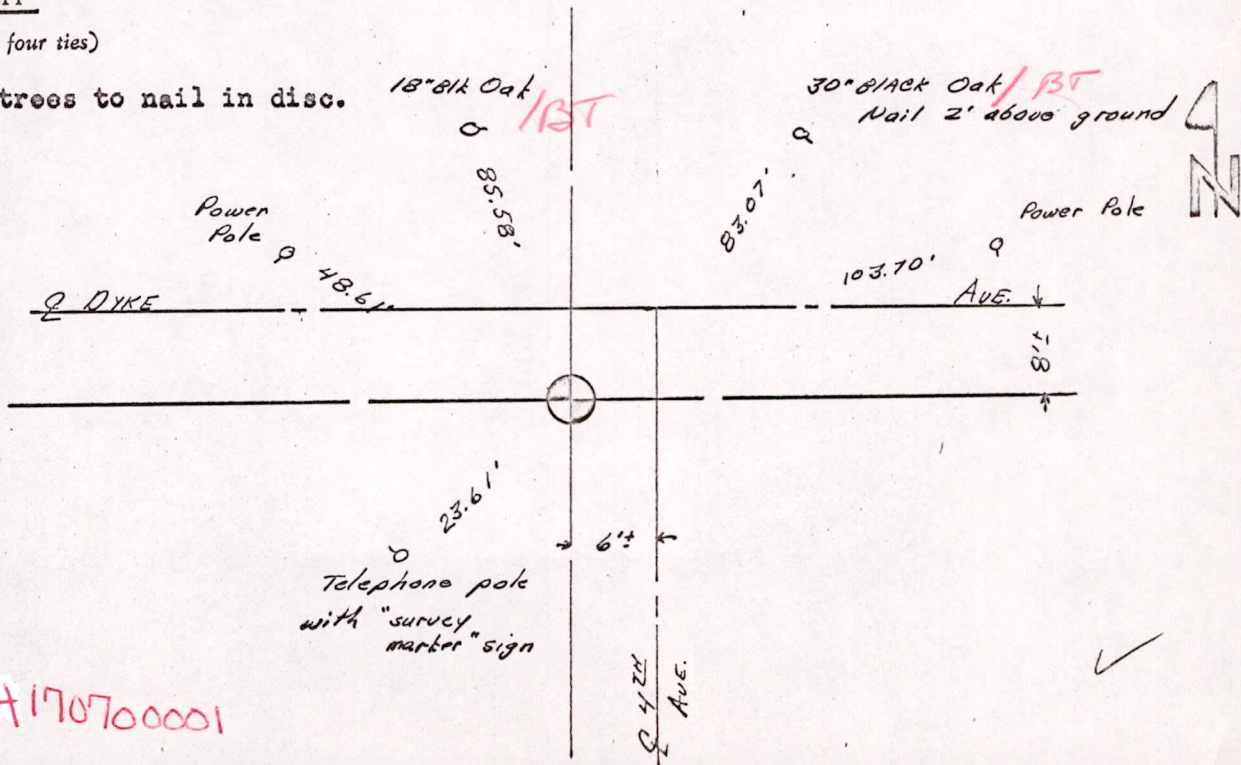 four ties)
trees to nail in disc.
18" Blk Oak /BT
30" BLACK Oak /BT
Nail 2' above ground
N
Power
Pole
85.58'
83.07'
Power Pole
48.61'
103.70'
℄ DYKE
AVE.
8'±
23.61'
6'±
Telephone pole
with "survey
marker" sign
℄ 4TH
AVE.
170700001